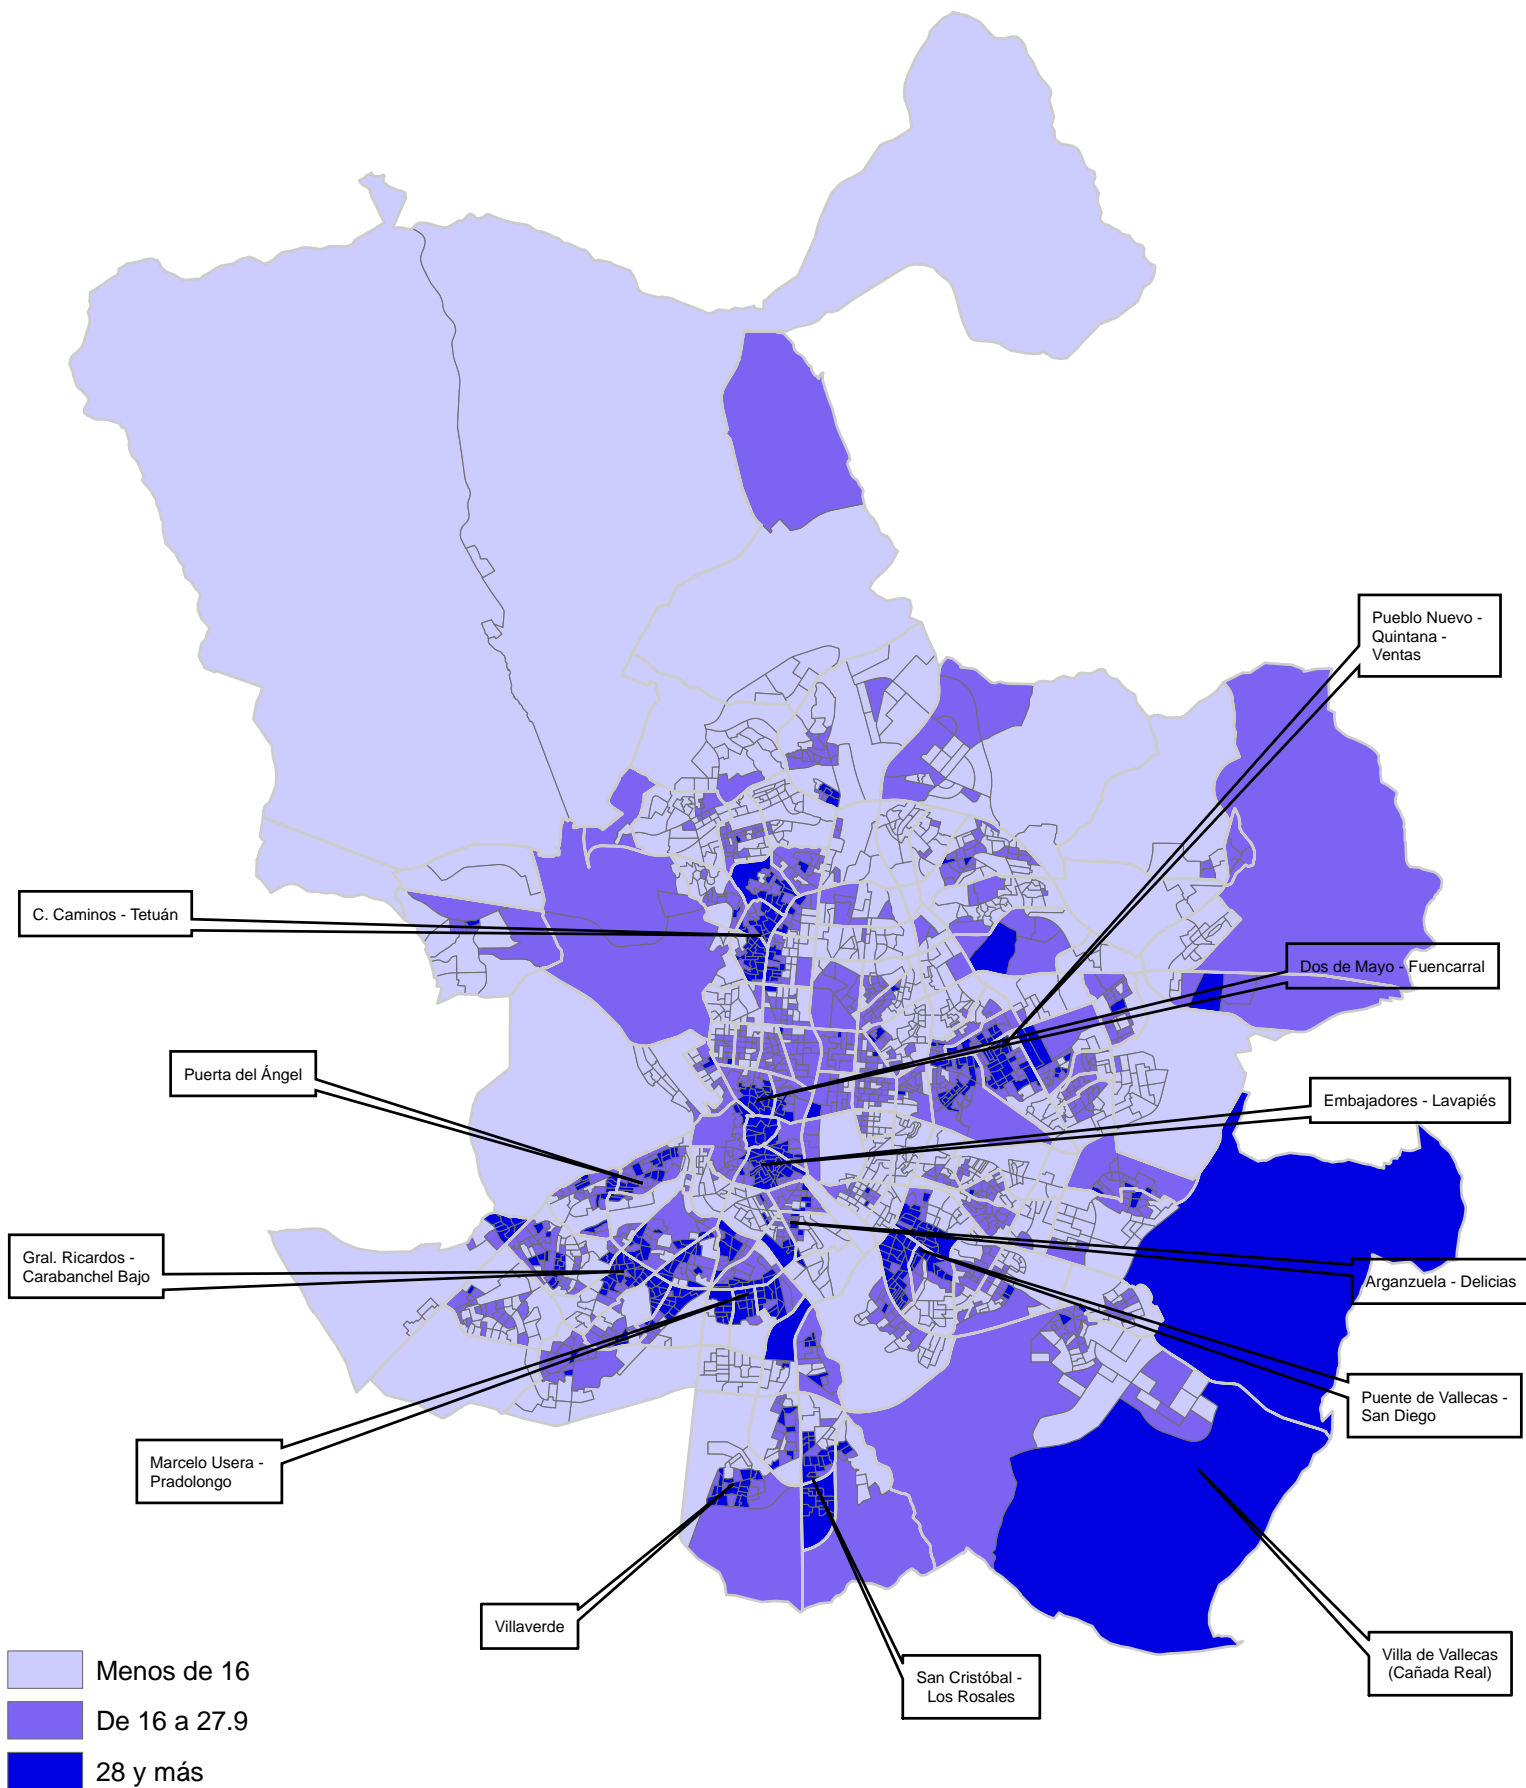 Pueblo Nuevo -
Quintana -
Ventas
C. Caminos - Tetuán
Dos de Mayo - Fuencarral
Puerta del Ángel
Embajadores - Lavapiés
Gral. Ricardos -
Carabanchel Bajo
Arganzuela - Delicias
Puente de Vallecas -
San Diego
Marcelo Usera -
Pradolongo
Villaverde
San Cristóbal -
Los Rosales
Villa de Vallecas
(Cañada Real)
Menos de 16
De 16 a 27.9
28 y más